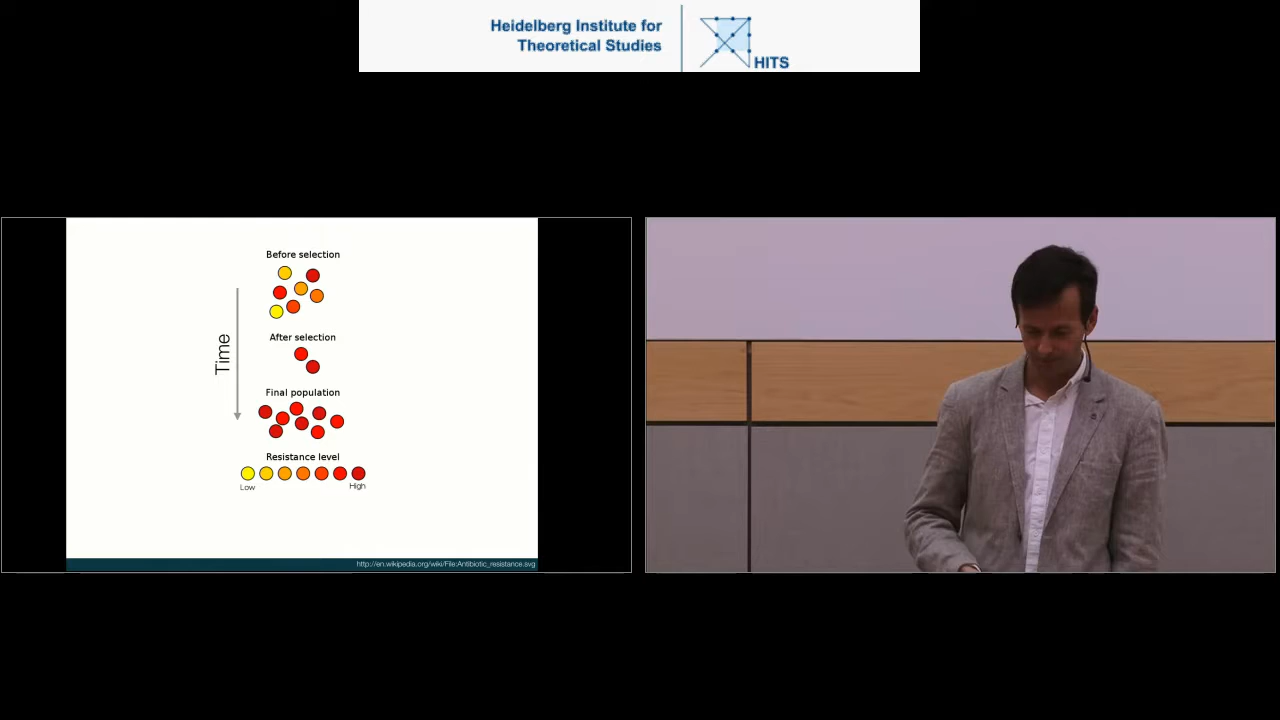 Heidelberg Institute for
Theoretical Studies
HITS
Before selection
After selection
Time
Final population
Resistance level
Low
High
http://en.wikipedia.org/wiki/File:Antibiotic_resistance.svg